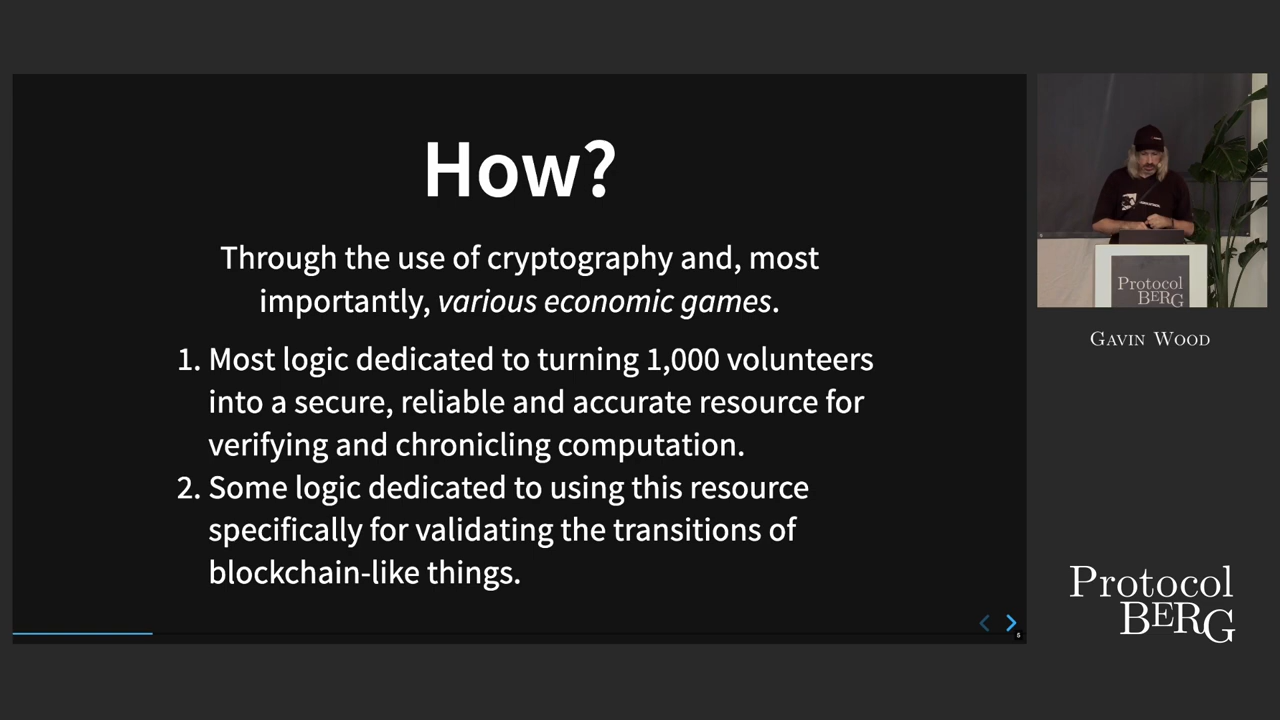 How?
Through the use of cryptography and, most
importantly, various economic games.
1. Most logic dedicated to turning 1,000 volunteers
into a secure, reliable and accurate resource for
verifying and chronicling computation.
2. Some logic dedicated to using this resource
specifically for validating the transitions of
blockchain-like things.
6
Protocol
BERG
GAVIN WOOD
Protocol
BERG